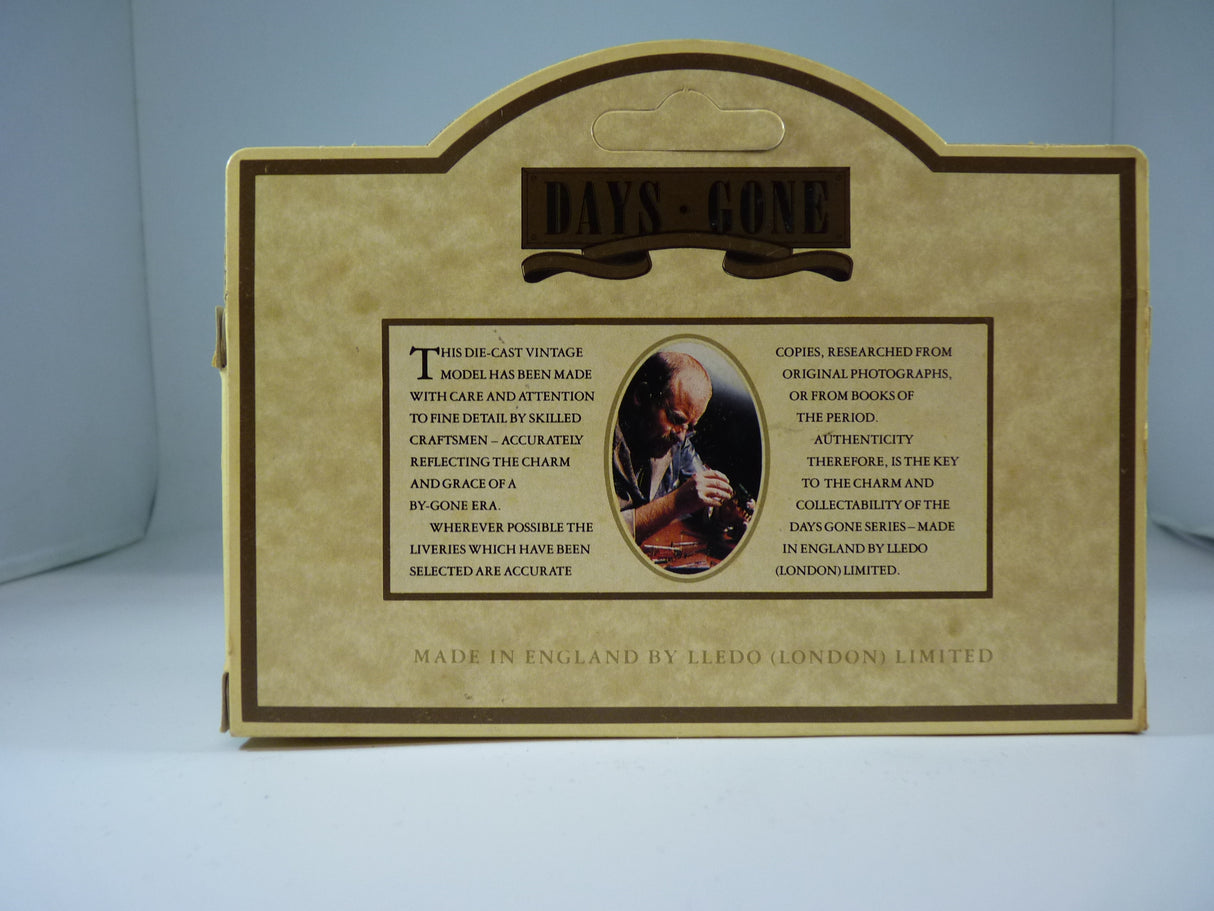 DAYS · GONE
THIS DIE-CAST VINTAGE
MODEL HAS BEEN MADE
WITH CARE AND ATTENTION
TO FINE DETAIL BY SKILLED
CRAFTSMEN – ACCURATELY
REFLECTING THE CHARM
AND GRACE OF A
BY-GONE ERA.
WHEREVER POSSIBLE THE
LIVERIES WHICH HAVE BEEN
SELECTED ARE ACCURATE
COPIES, RESEARCHED FROM
ORIGINAL PHOTOGRAPHS,
OR FROM BOOKS OF
THE PERIOD.
AUTHENTICITY
THEREFORE, IS THE KEY
TO THE CHARM AND
COLLECTABILITY OF THE
DAYS GONE SERIES – MADE
IN ENGLAND BY LLEDO
(LONDON) LIMITED.
MADE IN ENGLAND BY LLEDO (LONDON) LIMITED